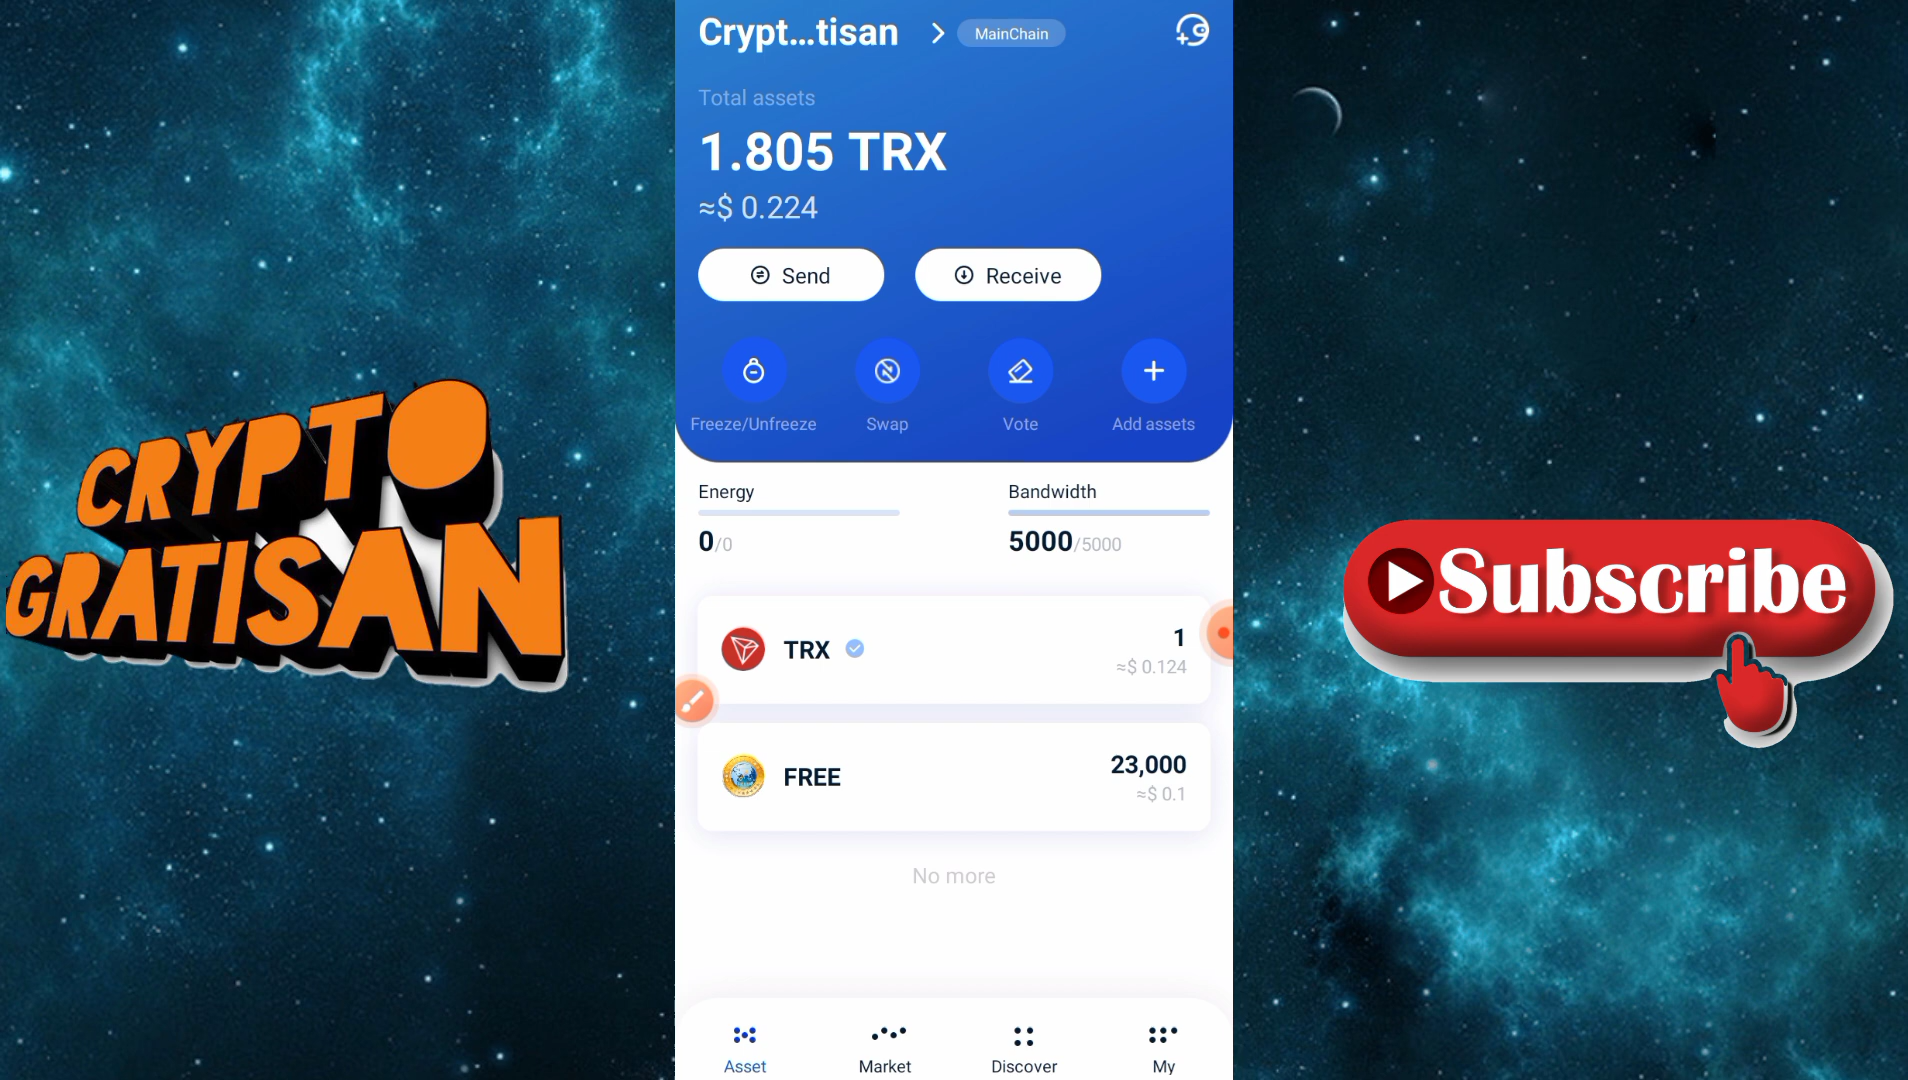 CRYPTO
GRATISAN
Crypt...tisan
MainChain
Total assets
1.805 TRX
≈$ 0.224
Send
Receive
Freeze/Unfreeze
Swap
Vote
Add assets
Energy
Bandwidth
0/0
5000/5000
TRX
1
≈$ 0.124
FREE
23,000
≈$ 0.1
No more
Asset
Market
Discover
My
Subscribe